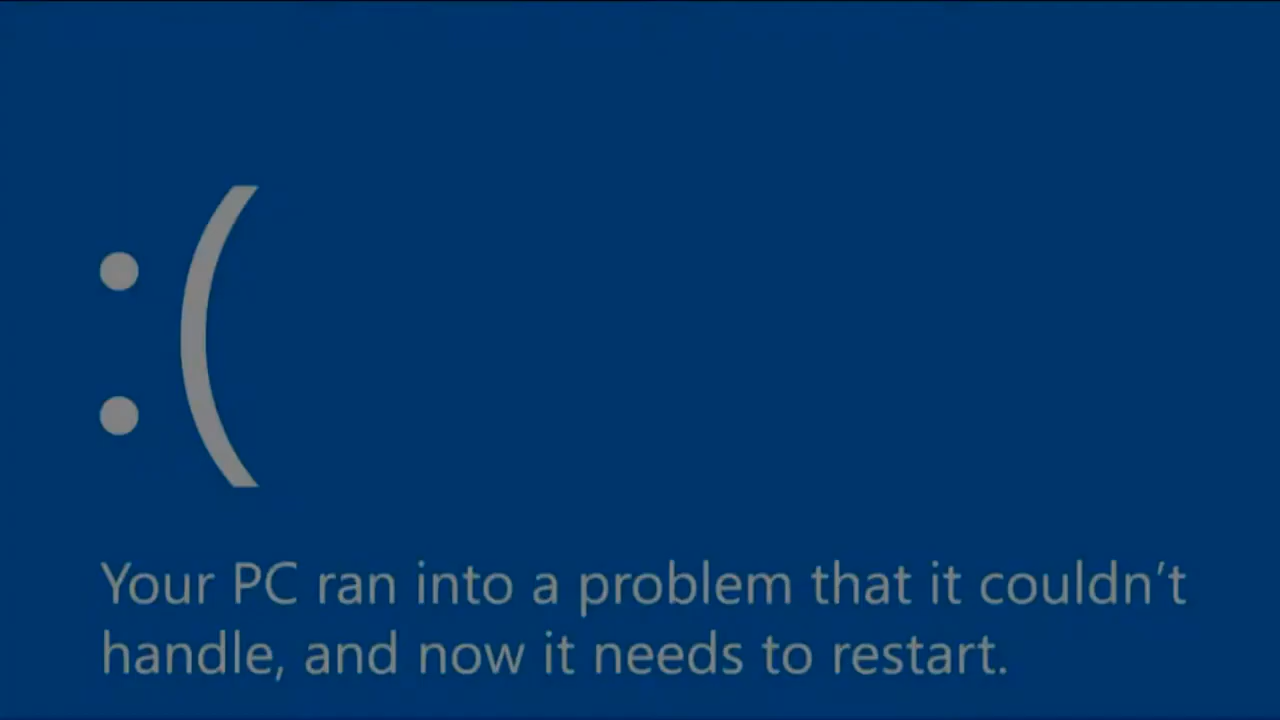 :(
Your PC ran into a problem that it couldn’t
handle, and now it needs to restart.